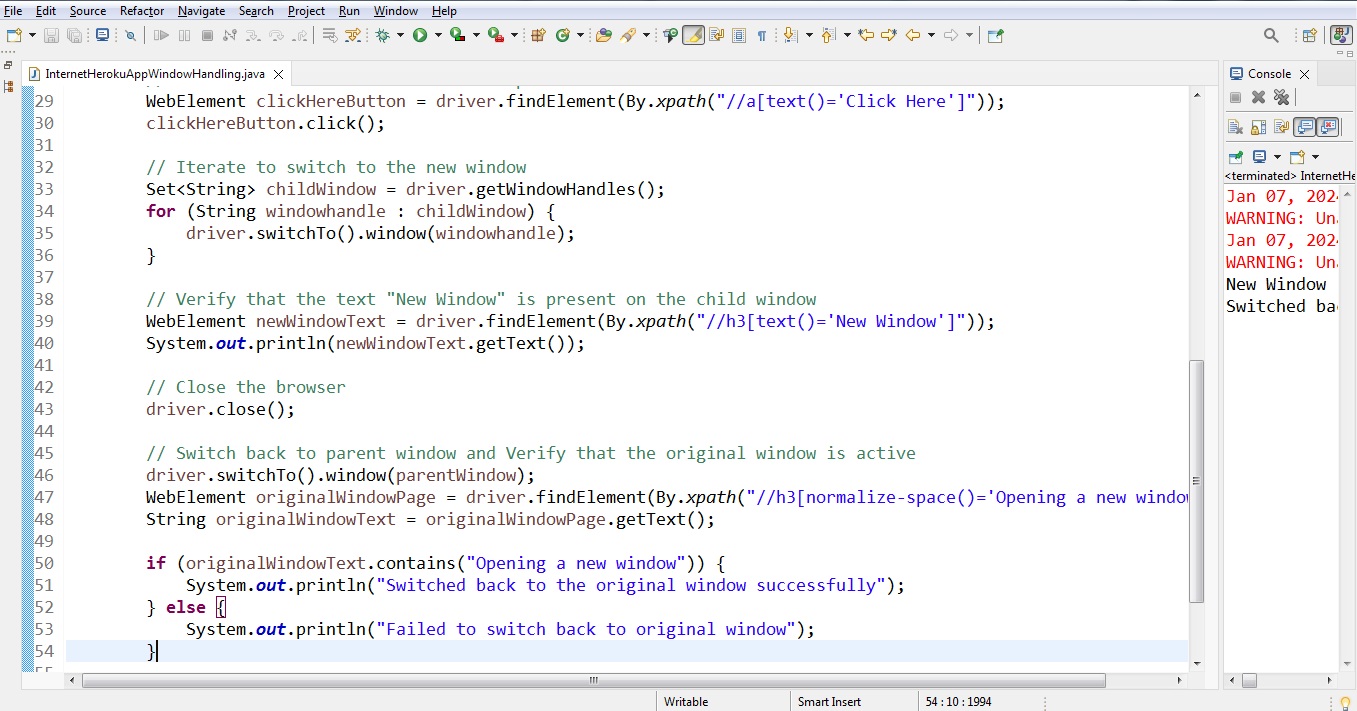 File Edit Source Refactor Navigate Search Project Run Window Help
InternetHerokuAppWindowHandling.java
29 WebElement clickHereButton = driver.findElement(By.xpath("//a[text()='Click Here']"));
30 clickHereButton.click();
31
32 // Iterate to switch to the new window
33 Set<String> childWindow = driver.getWindowHandles();
34 for (String windowhandle : childWindow) {
35 driver.switchTo().window(windowhandle);
36 }
37
38 // Verify that the text "New Window" is present on the child window
39 WebElement newWindowText = driver.findElement(By.xpath("//h3[text()='New Window']"));
40 System.out.println(newWindowText.getText());
41
42 // Close the browser
43 driver.close();
44
45 // Switch back to parent window and Verify that the original window is active
46 driver.switchTo().window(parentWindow);
47 WebElement originalWindowPage = driver.findElement(By.xpath("//h3[normalize-space()='Opening a new windo
48 String originalWindowText = originalWindowPage.getText();
49
50 if (originalWindowText.contains("Opening a new window")) {
51 System.out.println("Switched back to the original window successfully");
52 } else {
53 System.out.println("Failed to switch back to original window");
54 }
Console
<terminated> InternetHe
Jan 07, 202
WARNING: Un
Jan 07, 202
WARNING: Un
New Window
Switched ba
Writable Smart Insert 54 : 10 : 1994